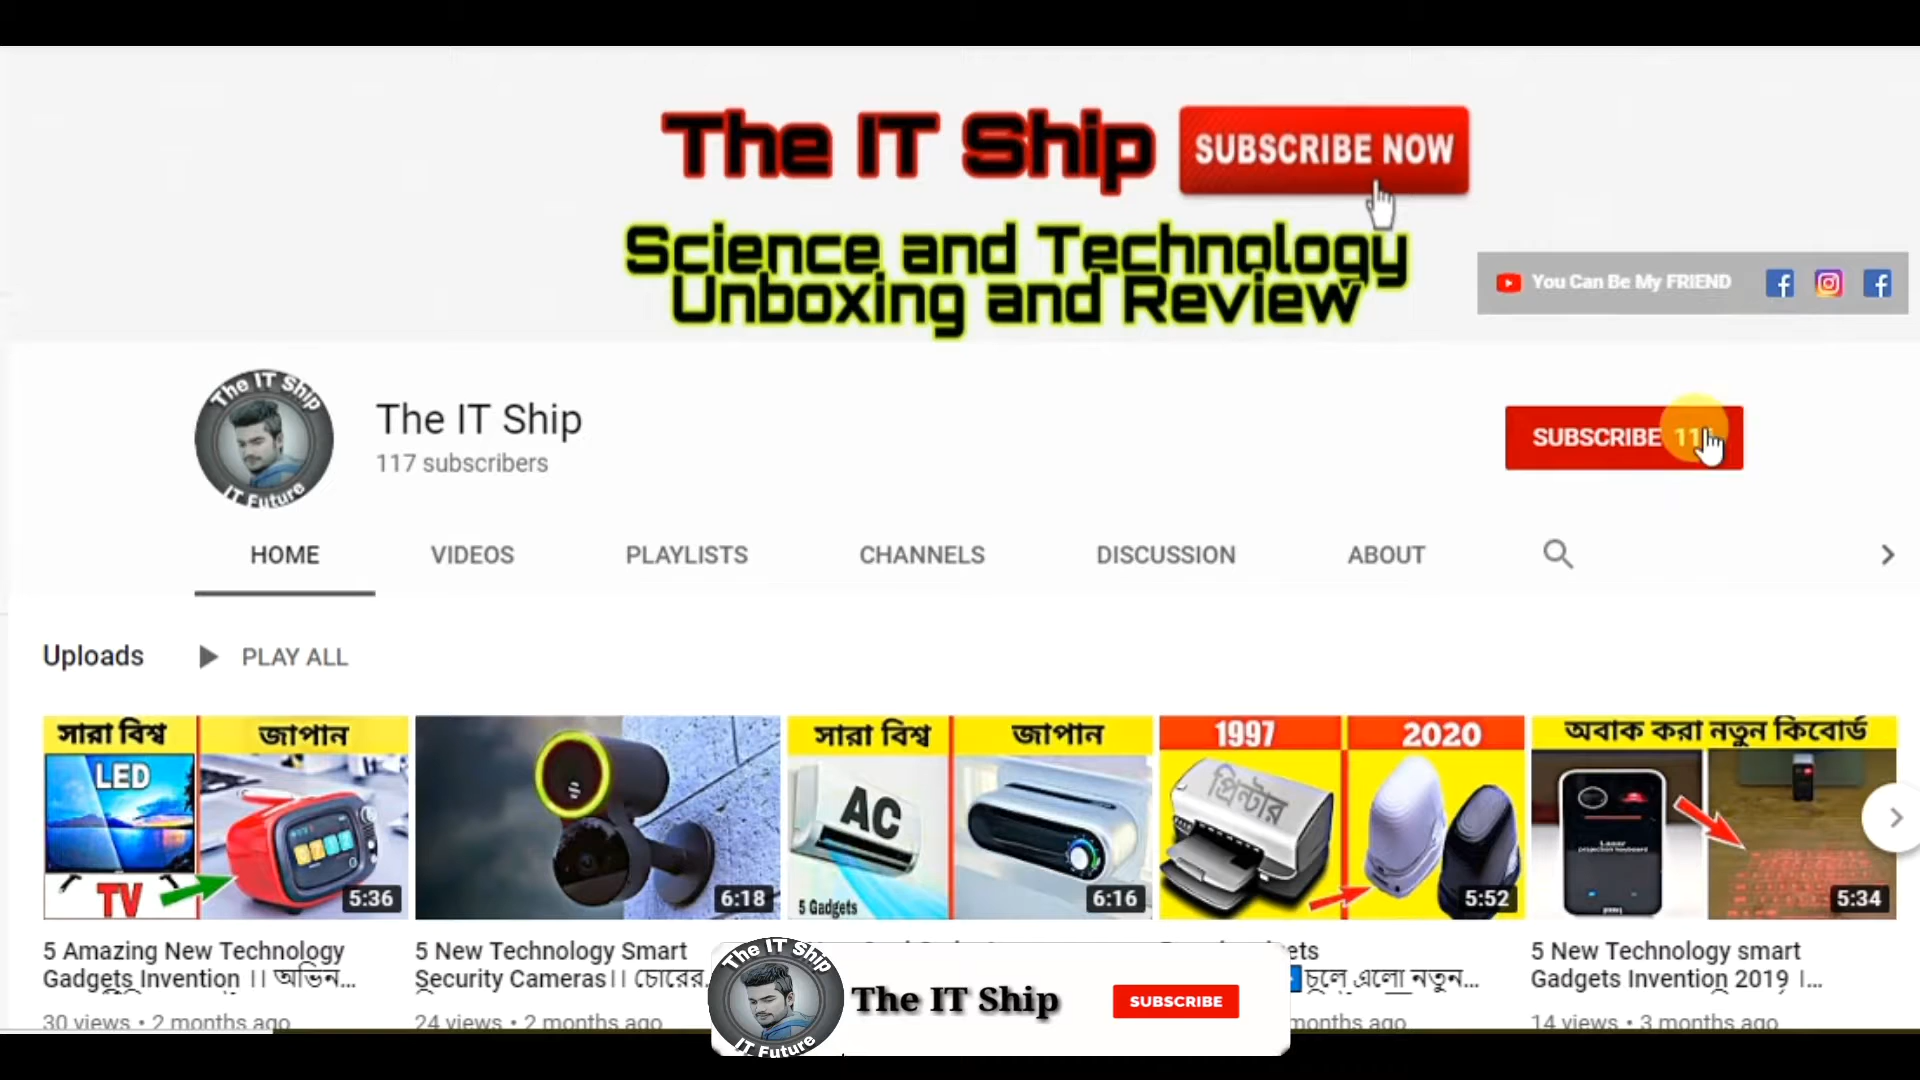 The IT Ship
SUBSCRIBE NOW
Science and Technology
Unboxing and Review
You Can Be My FRIEND
The IT Ship
IT Future
The IT Ship
117 subscribers
SUBSCRIBE
HOME
VIDEOS
PLAYLISTS
CHANNELS
DISCUSSION
ABOUT
Uploads
PLAY ALL
সারা বিশ্ব
জাপান
LED
TV
5:36
6:18
সারা বিশ্ব
জাপান
AC
5 Gadgets
6:16
1997
2020
প্রিন্টার
5:52
অবাক করা নতুন কিবোর্ড
5:34
5 Amazing New Technology
Gadgets Invention ।। অভিন...
30 views • 2 months ago
5 New Technology Smart
Security Cameras।। চোরের
24 views • 2 months ago
চলে এলো নতুন...
months ago
5 New Technology smart
Gadgets Invention 2019 ।...
14 views • 3 months ago
The IT Ship
IT Future
The IT Ship
SUBSCRIBE